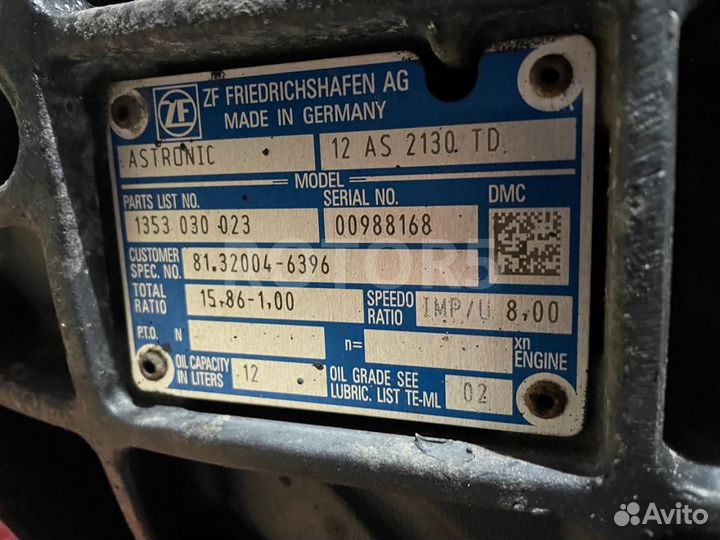 ZF
ZF FRIEDRICHSHAFEN AG
MADE IN GERMANY
ASTRONIC
12 AS 2130 TD
MODEL
PARTS LIST NO.
SERIAL NO.
DMC
1353 030 023
00988168
CUSTOMER SPEC. NO.
81.32004-6396
ROTOR5
TOTAL RATIO
15.86-1,00
SPEEDO RATIO
IMP/U 8,00
P.T.O. N
n=
xn ENGINE
OIL CAPACITY IN LITERS
12
OIL GRADE SEE LUBRIC. LIST TE-ML
02
Avito